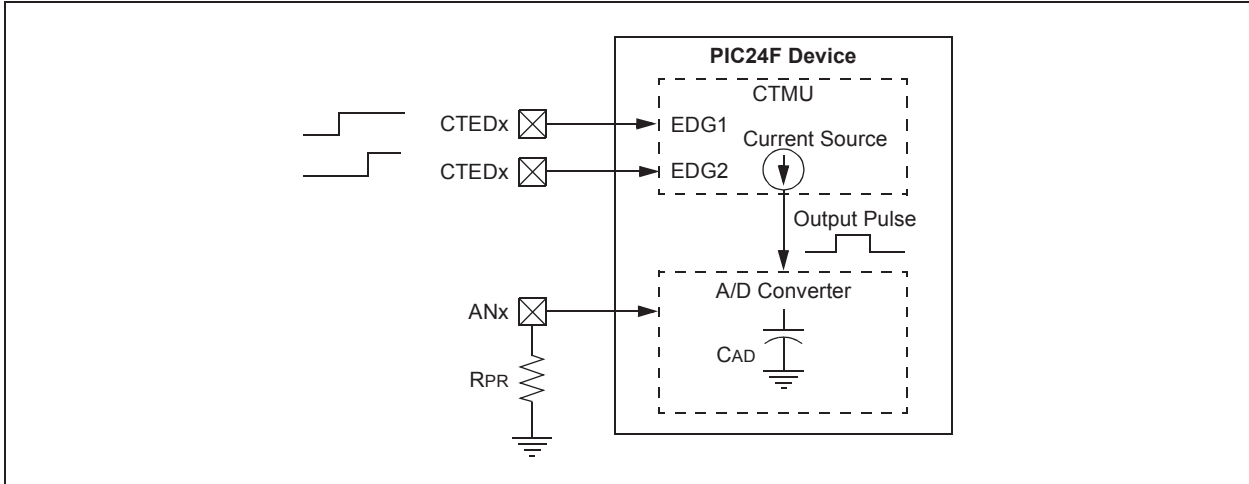 PIC24F Device
CTMU
CTEDx
EDG1
Current Source
CTEDx
EDG2
Output Pulse
A/D Converter
ANx
CAD
RPR